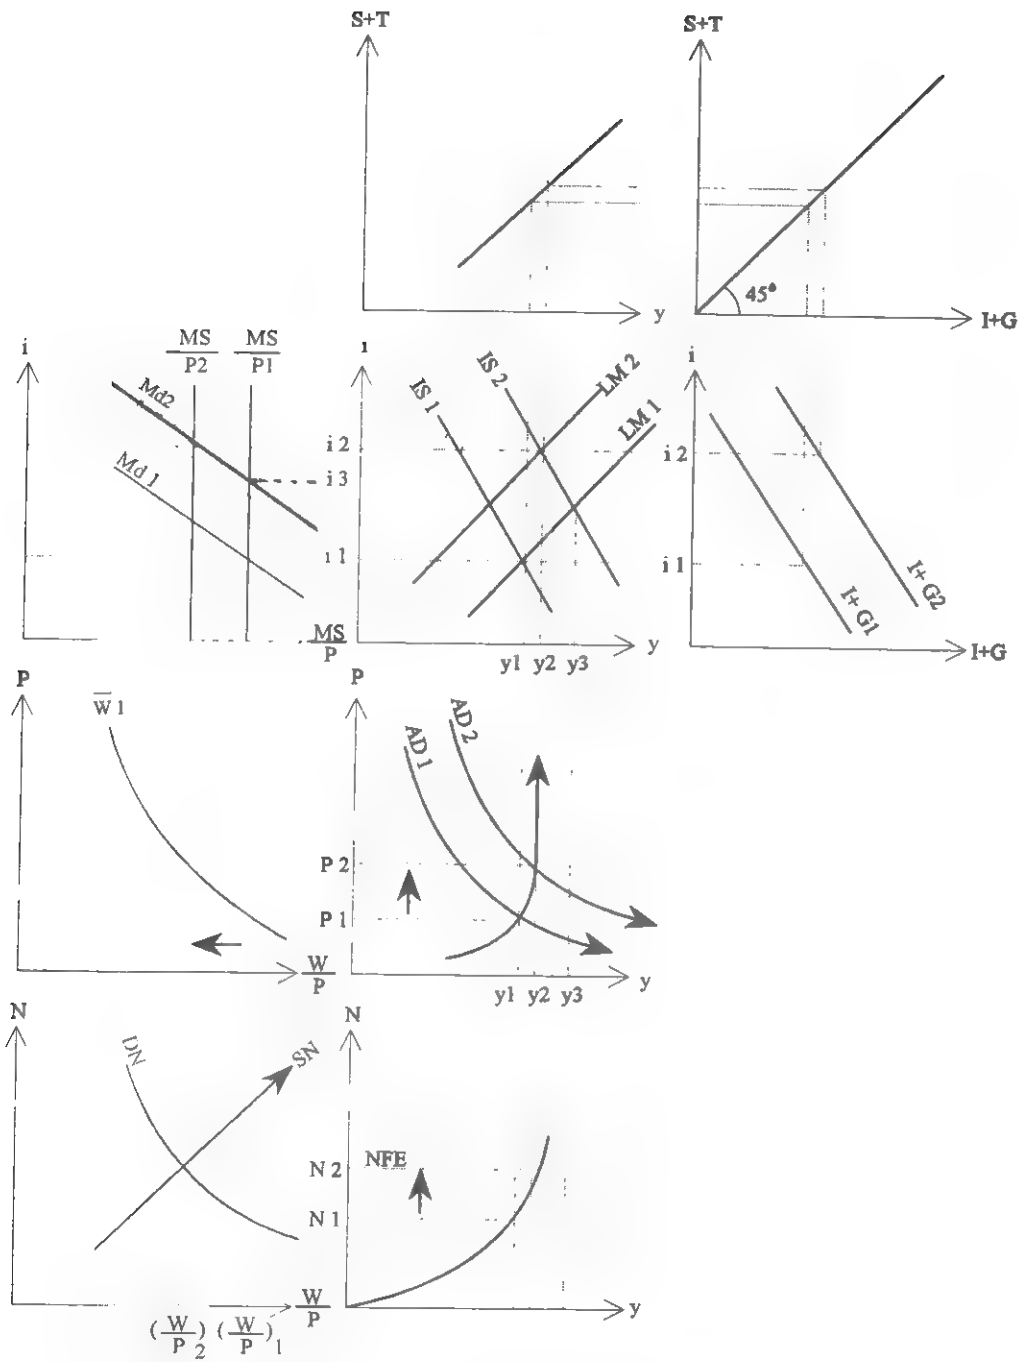 S+T
S+T
45°
y
I+G
i
MS
P2
MS
P1
Md2
Md 1
MS
P
i
IS 1
IS 2
LM 2
LM 1
i 2
i 3
i 1
y1 y2 y3
y
i
i 2
i 1
I+G1
I+G2
I+G
P
W 1
W
P
P
AD 1
AD 2
P 2
P 1
y1 y2 y3
y
N
DN
SN
W
P
(W/P)2 (W/P)1
N
N 2
NFE
N 1
y